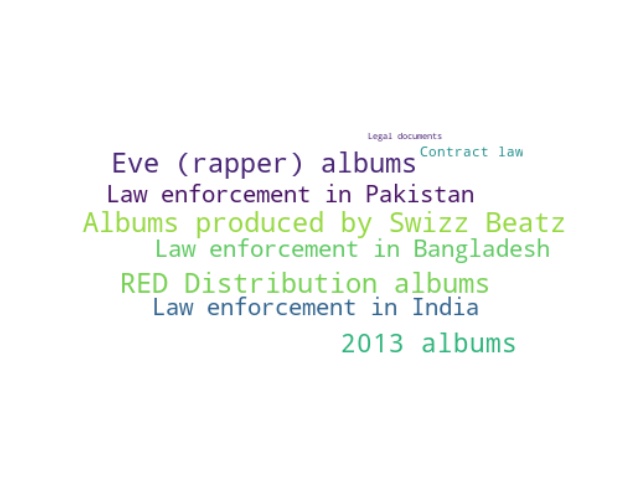 Legal documents
Contract law
Eve (rapper) albums
Law enforcement in Pakistan
Albums produced by Swizz Beatz
Law enforcement in Bangladesh
RED Distribution albums
Law enforcement in India
2013 albums